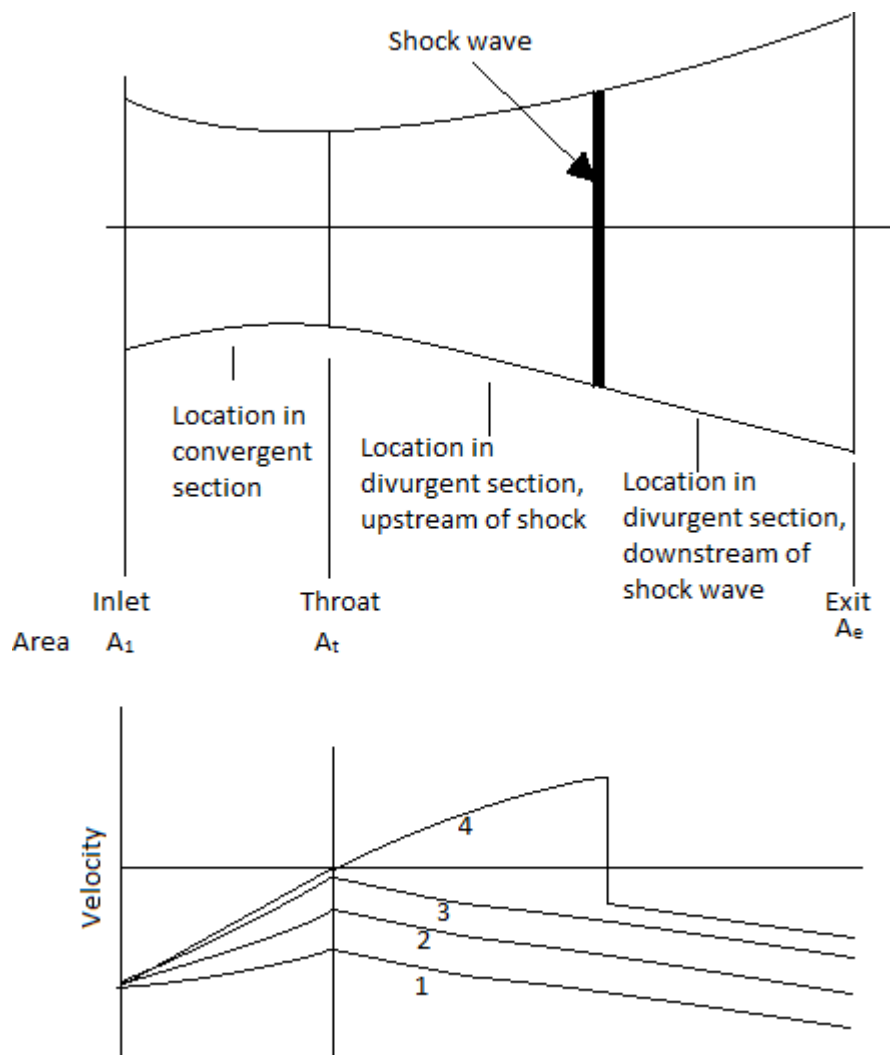 Shock wave
Location in
convergent
section
Location in
divurgent section,
upstream of shock
Location in
divurgent section,
downstream of
shock wave
Inlet
Throat
Exit
Area
A₁
Aₜ
Aₑ
Velocity
4
3
2
1